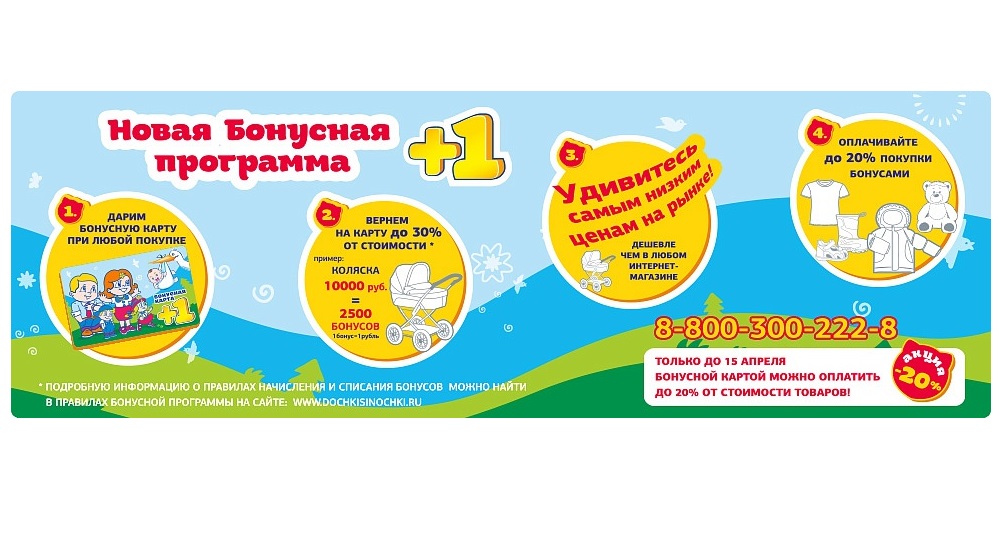 Новая Бонусная
программа
+1
1.
ДАРИМ
БОНУСНУЮ КАРТУ
ПРИ ЛЮБОЙ ПОКУПКЕ
БОНУСНАЯ
КАРТА
+1
2.
ВЕРНЕМ
НА КАРТУ до 30%
ОТ СТОИМОСТИ *
пример:
КОЛЯСКА
10000 руб.
=
2500
БОНУСОВ
1бонус=1рубль
3.
Удивитесь
самым низким
ценам на рынке!
ДЕШЕВЛЕ
ЧЕМ В ЛЮБОМ
ИНТЕРНЕТ-
МАГАЗИНЕ
4.
ОПЛАЧИВАЙТЕ
до 20% ПОКУПКИ
БОНУСАМИ
8-800-300-222-8
ТОЛЬКО ДО 15 АПРЕЛЯ
БОНУСНОЙ КАРТОЙ МОЖНО ОПЛАТИТЬ
ДО 20% ОТ СТОИМОСТИ ТОВАРОВ!
акция
-20%
* ПОДРОБНУЮ ИНФОРМАЦИЮ О ПРАВИЛАХ НАЧИСЛЕНИЯ И СПИСАНИЯ БОНУСОВ МОЖНО НАЙТИ
В ПРАВИЛАХ БОНУСНОЙ ПРОГРАММЫ НА САЙТЕ: WWW.DOCHKISINOCHKI.RU